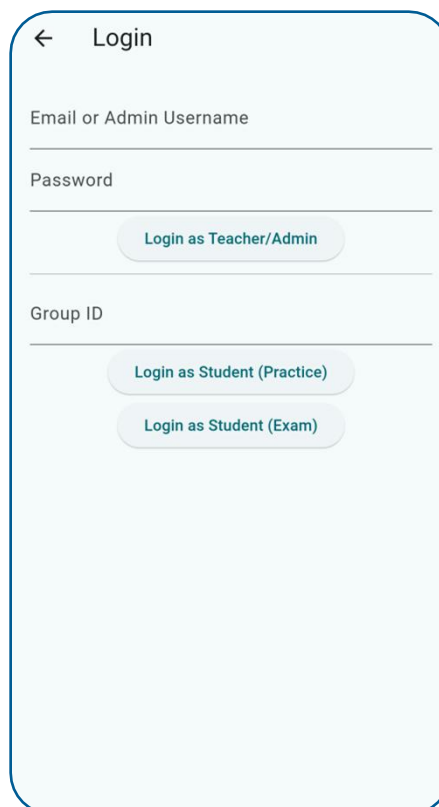 Login
Email or Admin Username
Password
Login as Teacher/Admin
Group ID
Login as Student (Practice)
Login as Student (Exam)